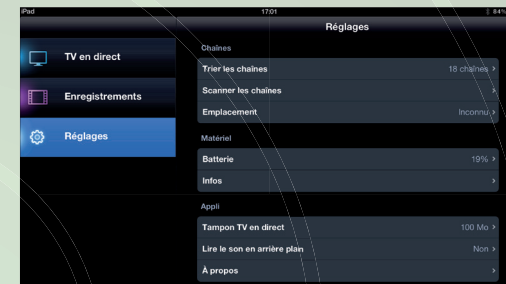 iPad 17:01 84%
Réglages
TV en direct
Enregistrements
Réglages
Chaînes
Trier les chaînes 18 chaînes
Scanner les chaînes
Emplacement Inconnu
Matériel
Batterie 19%
Infos
Appli
Tampon TV en direct 100 Mo
Lire le son en arrière plan Non
À propos